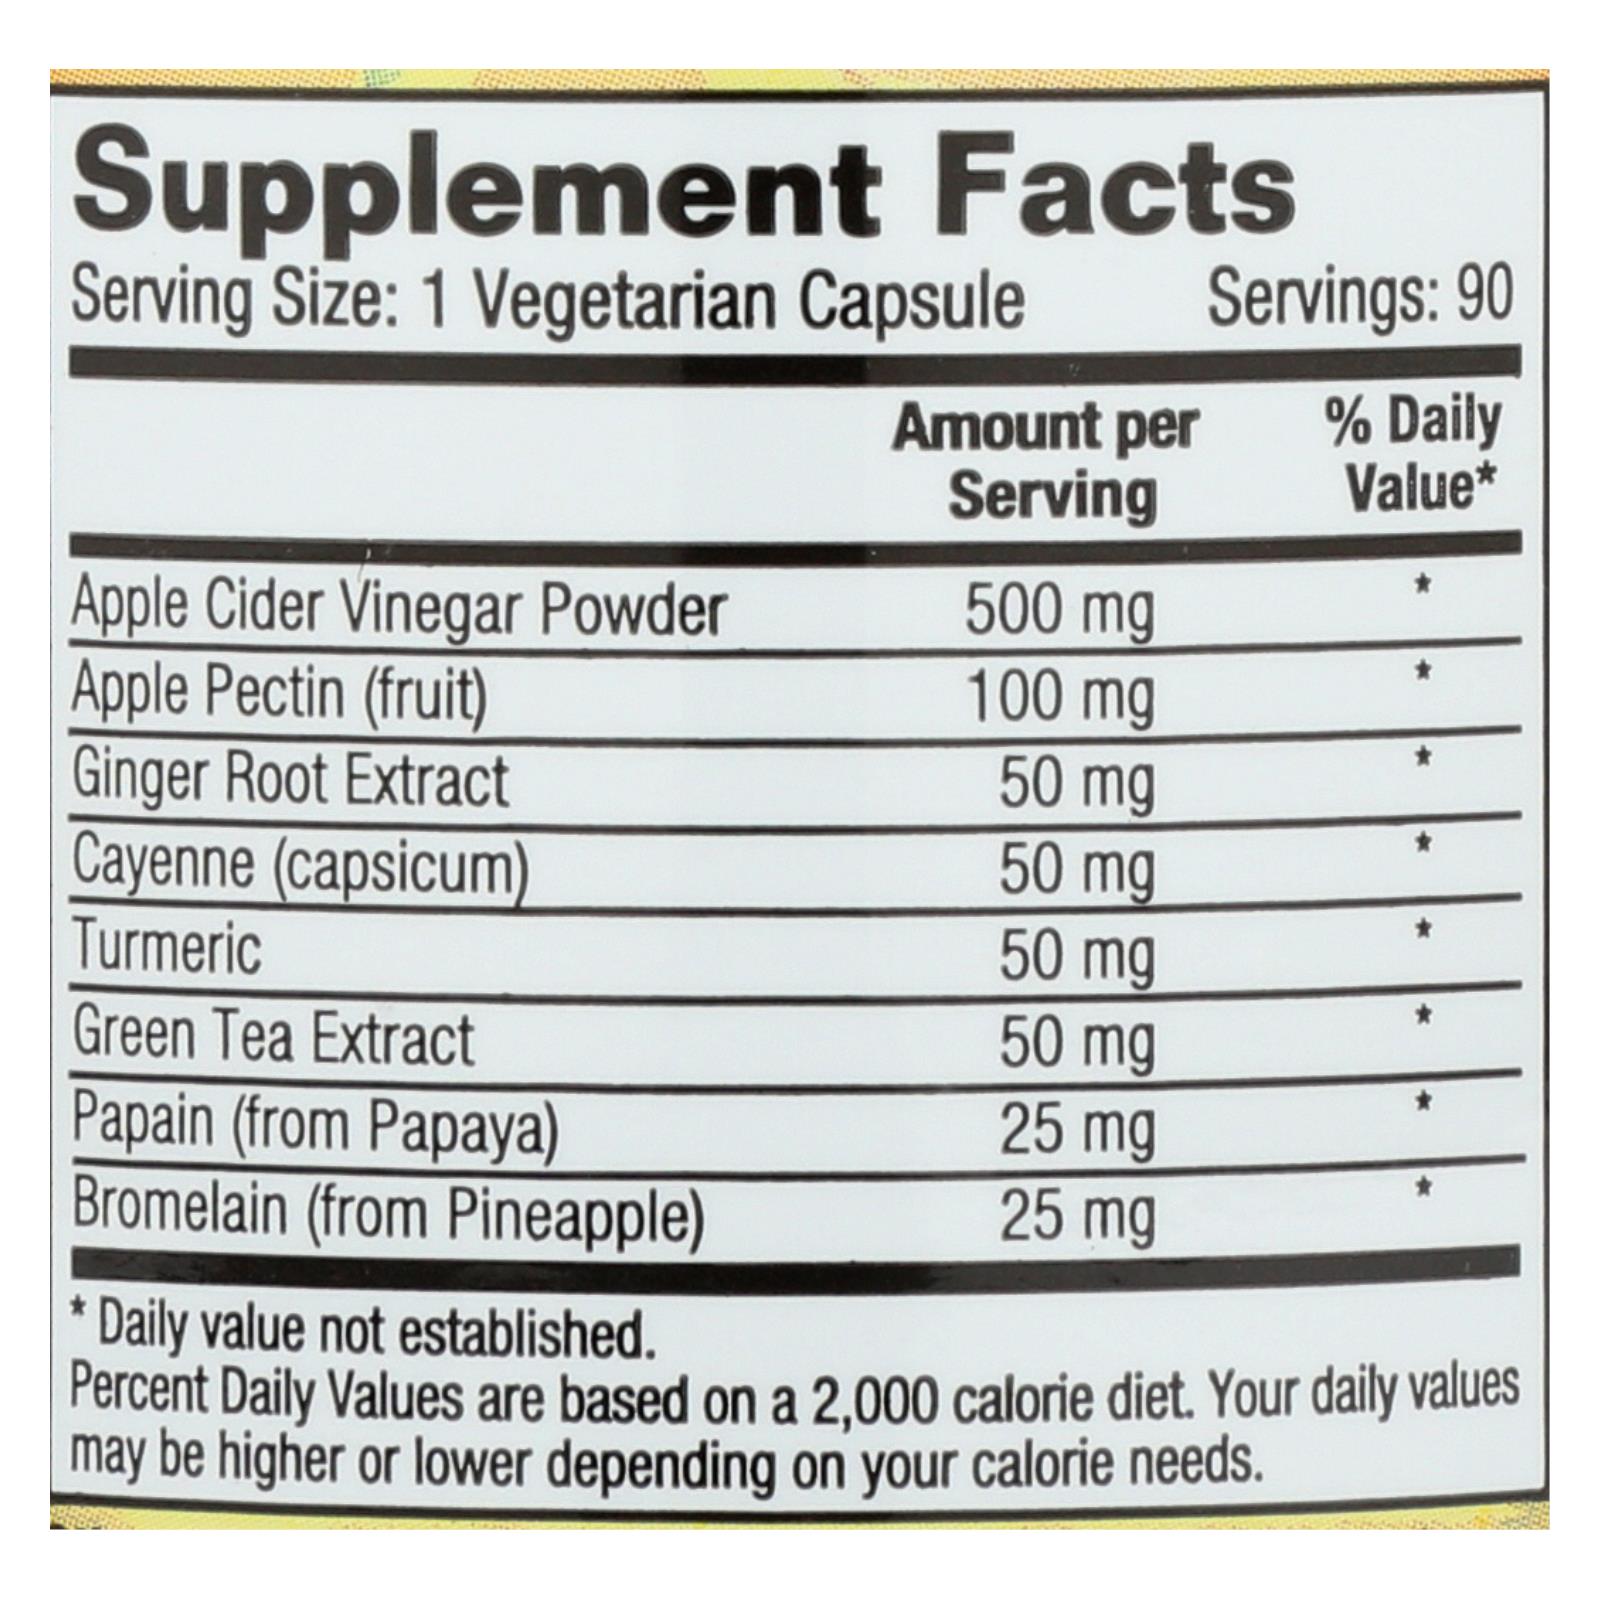 Supplement Facts
Serving Size: 1 Vegetarian Capsule Servings: 90
Amount per % Daily
Serving Value*
Apple Cider Vinegar Powder 500 mg *
Apple Pectin (fruit) 100 mg *
Ginger Root Extract 50 mg *
Cayenne (capsicum) 50 mg *
Turmeric 50 mg *
Green Tea Extract 50 mg *
Papain (from Papaya) 25 mg *
Bromelain (from Pineapple) 25 mg *
* Daily value not established.
Percent Daily Values are based on a 2,000 calorie diet. Your daily values
may be higher or lower depending on your calorie needs.